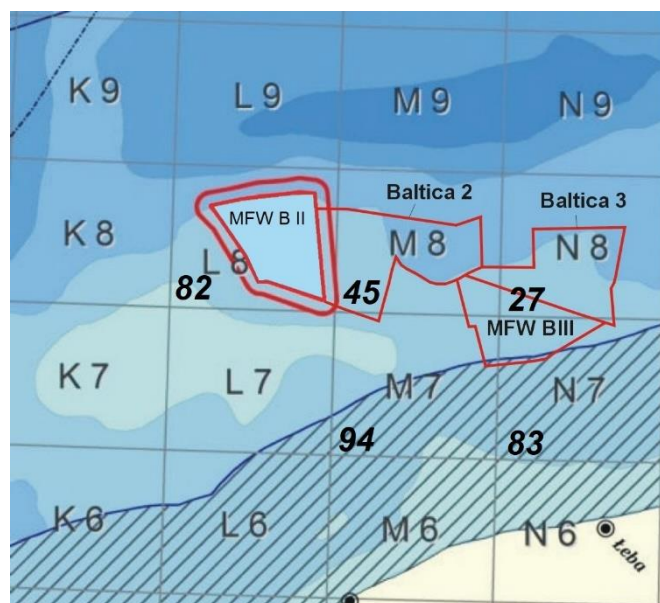 K 9
L 9
M 9
N 9
Baltica 2
Baltica 3
MFW B II
K 8
L 8
M 8
N 8
82
45
27
MFW BIII
K 7
L 7
M 7
N 7
94
83
K 6
L 6
M 6
N 6
Łeba